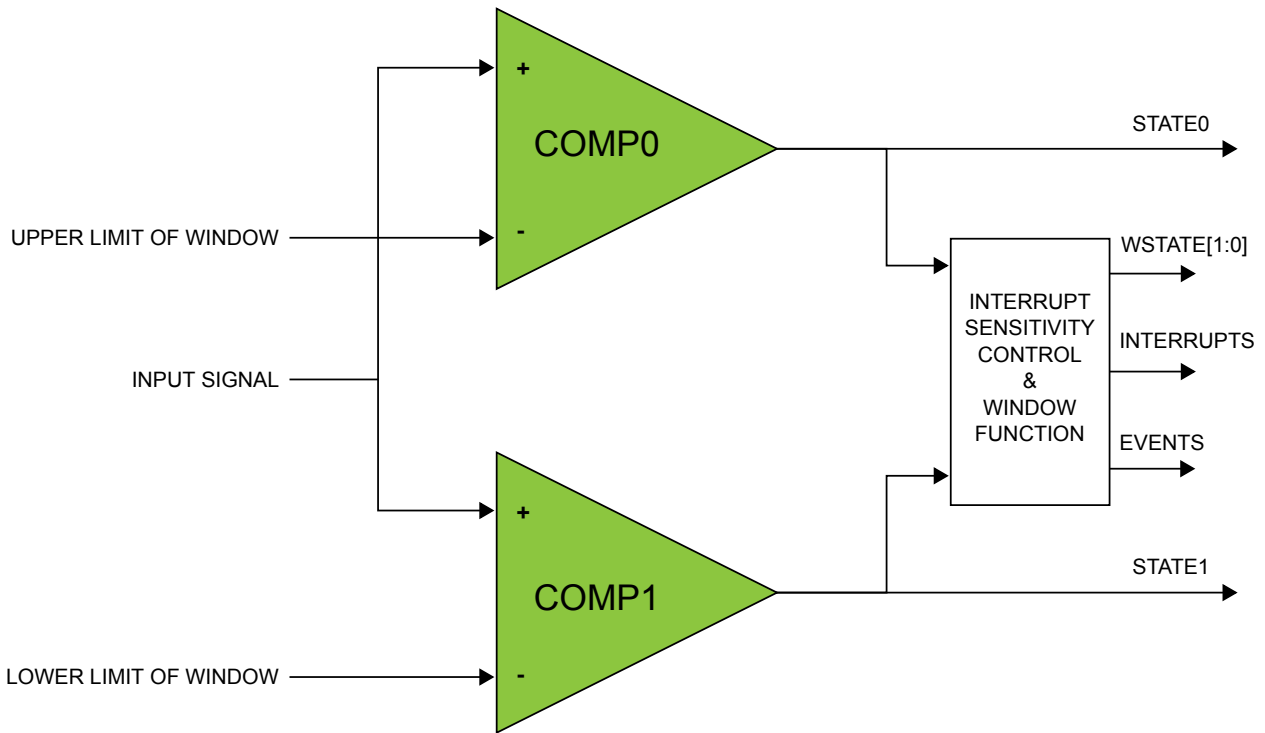 +
COMP0
-
STATE0
UPPER LIMIT OF WINDOW
WSTATE[1:0]
INTERRUPT
SENSITIVITY
CONTROL
&
WINDOW
FUNCTION
INTERRUPTS
EVENTS
INPUT SIGNAL
+
COMP1
-
STATE1
LOWER LIMIT OF WINDOW